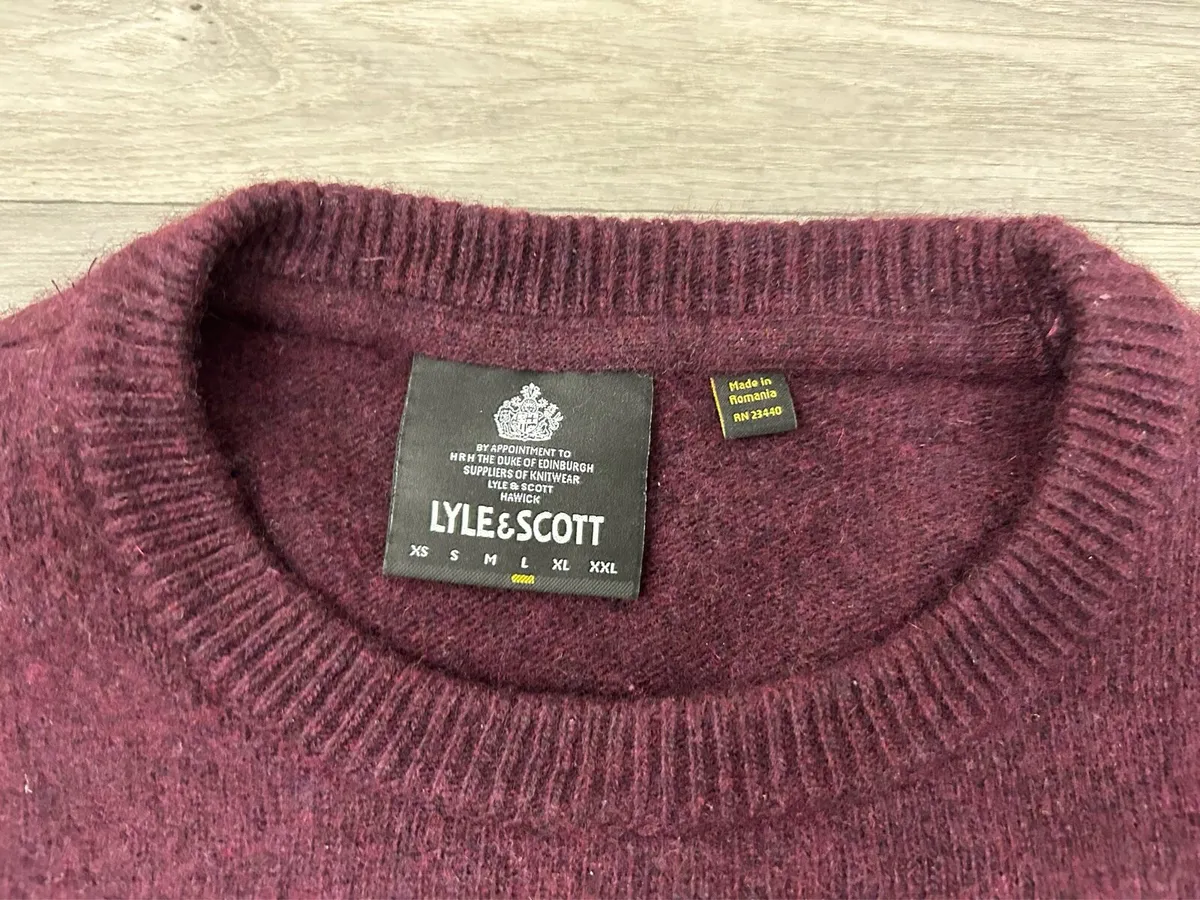 BY APPOINTMENT TO
HRH THE DUKE OF EDINBURGH
SUPPLIERS OF KNITWEAR
LYLE & SCOTT
HAWICK
LYLE & SCOTT
XS S M L XL XXL
Made in
Romania
RN 23440